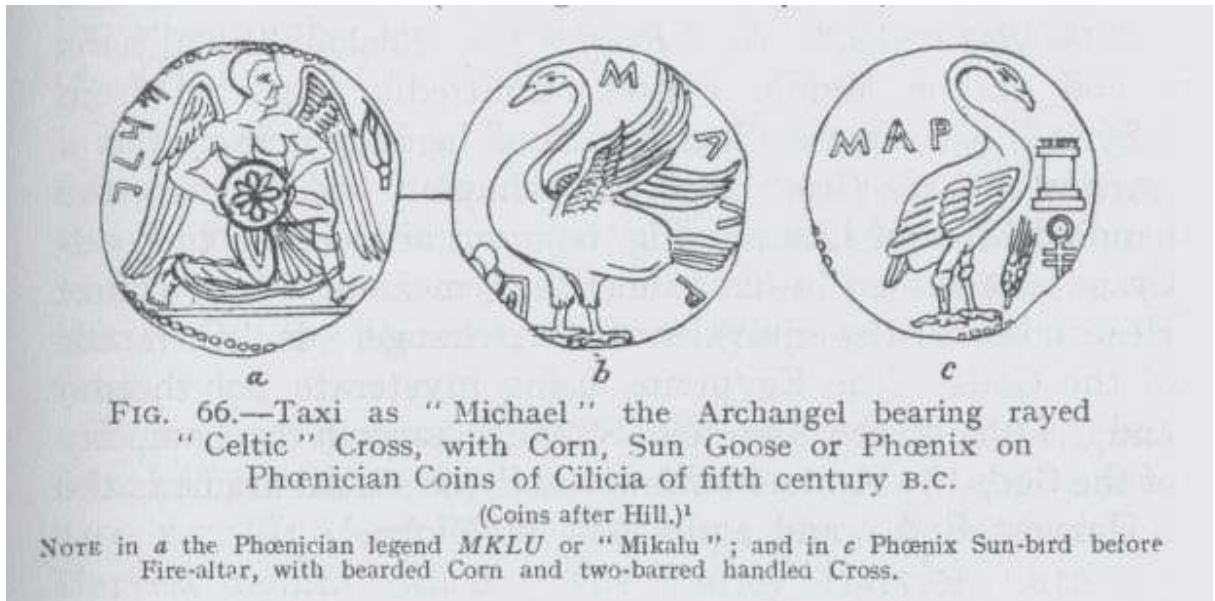 M
MAP
a
b
c
FIG. 66.—Taxi as “Michael” the Archangel bearing rayed
“Celtic” Cross, with Corn, Sun Goose or Phœnix on
Phœnician Coins of Cilicia of fifth century B.C.
(Coins after Hill.)¹
NOTE in a the Phœnician legend MKLU or “Mikalu”; and in c Phœnix Sun-bird before
Fire-altar, with bearded Corn and two-barred handled Cross.